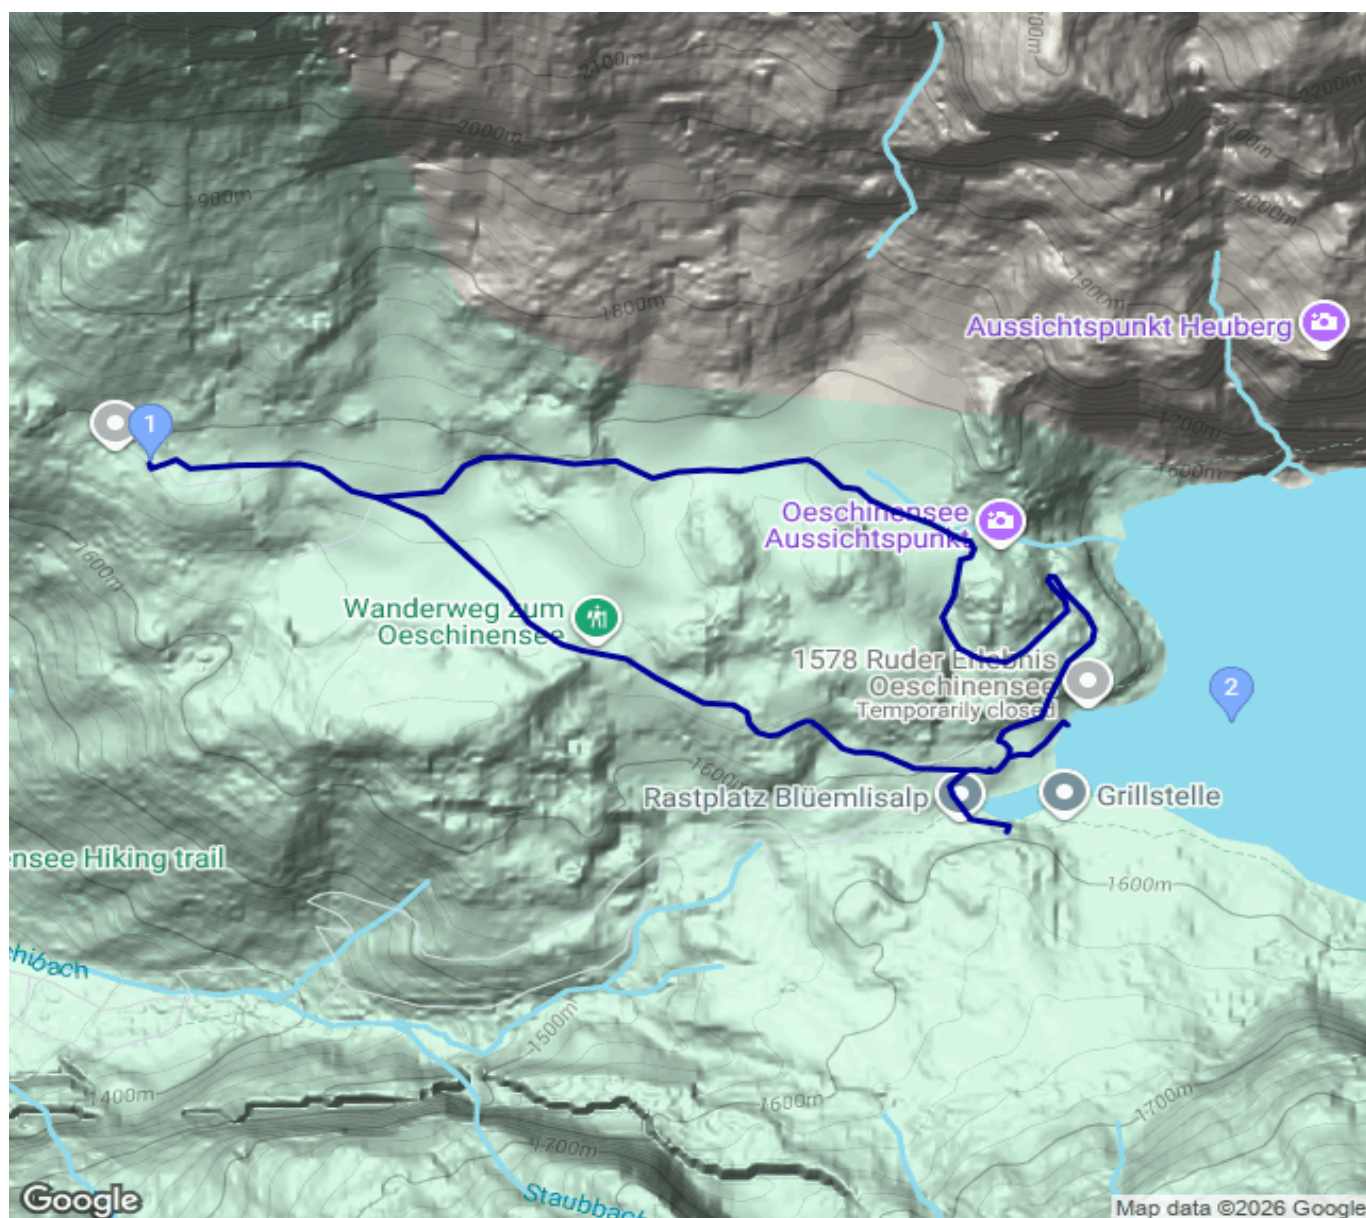 2100m
1800m
2200m
2000m
2100m
1900m
2000m
1800m
1900m
Aussichtspunkt Heuberg
1
1700m
1600m
Oeschinensee
Aussichtspunkt
1600m
Wanderweg zum
Oeschinensee
1578 Ruder Erlebnis
Oeschinensee
Temporarily closed
2
1600m
Rastplatz Blüemlisalp
Grillstelle
nsee Hiking trail
1600m
1500m
1400m
1600m
1700m
1700m
Staubbach
Google
Map data ©2026 Google